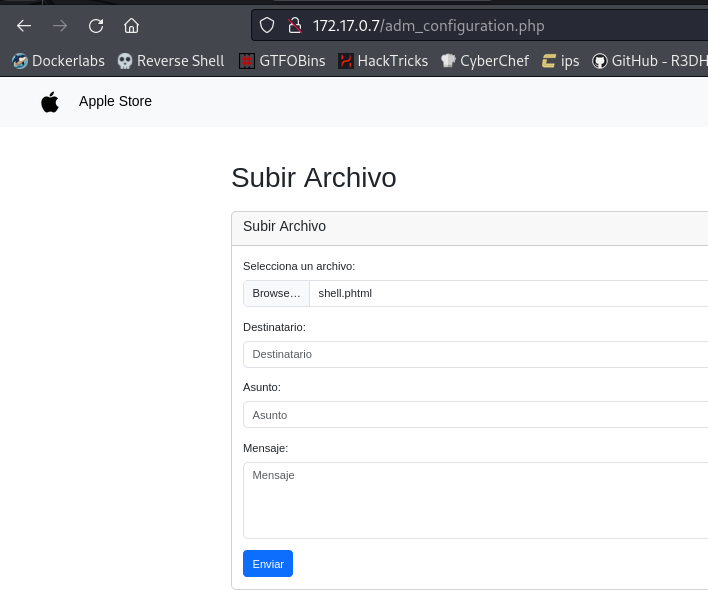 172.17.0.7/adm_configuration.php
Dockerlabs Reverse Shell GTFOBins HackTricks CyberChef ips GitHub - R3DH
Apple Store
Subir Archivo
Subir Archivo
Selecciona un archivo:
Browse... shell.phtml
Destinatario:
Destinatario
Asunto:
Asunto
Mensaje:
Mensaje
Enviar